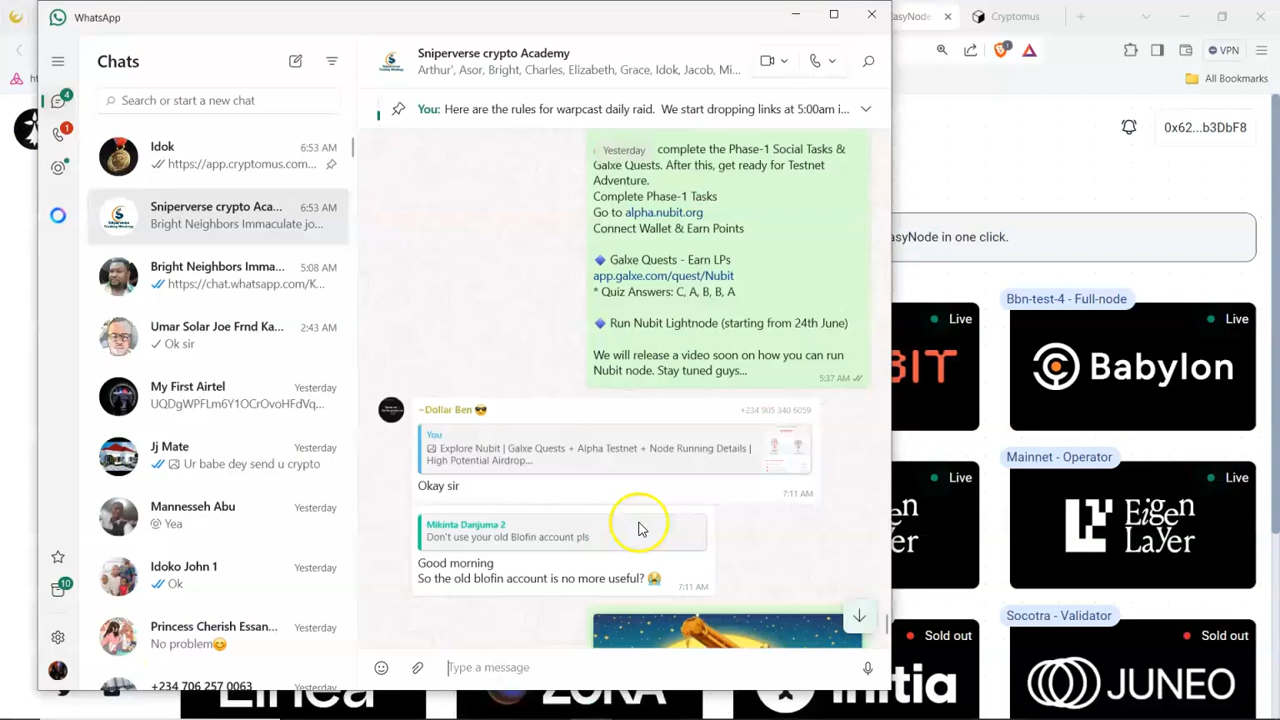 WhatsApp
Chats
Search or start a new chat
4
1
10
Idok
6:53 AM
https://app.cryptomus.com...
Sniperverse crypto Aca...
6:53 AM
Bright Neighbors Immaculate jo...
Bright Neighbors Imma...
5:08 AM
https://chat.whatsapp.com/K...
Umar Solar Joe Frnd Ka...
2:43 AM
Ok sir
My First Airtel
Yesterday
UQDgWPFLm6Y1OCrOvoHFdVq...
Jj Mate
Yesterday
Ur babe dey send u crypto
Mannesseh Abu
Yesterday
Yea
Idoko John 1
Yesterday
Ok
Princess Cherish Essan...
Yesterday
No problem😊
+234 706 257 0063
Yesterday
Sniperverse crypto Academy
Arthur', Asor, Bright, Charles, Elizabeth, Grace, Idok, Jacob, Mi...
You: Here are the rules for warpcast daily raid. We start dropping links at 5:00am i...
Yesterday
complete the Phase-1 Social Tasks &
Galxe Quests. After this, get ready for Testnet
Adventure.
Complete Phase-1 Tasks
Go to alpha.nubit.org
Connect Wallet & Earn Points
🔹 Galxe Quests - Earn LPs
app.galxe.com/quest/Nubit
* Quiz Answers: C, A, B, B, A
🔹 Run Nubit Lightnode (starting from 24th June)
We will release a video soon on how you can run
Nubit node. Stay tuned guys...
5:37 AM
~Dollar Ben 😎
+234 905 340 6059
You
Explore Nubit | Galxe Quests + Alpha Testnet + Node Running Details |
High Potential Airdrop...
Okay sir
7:11 AM
Mikinta Danjuma 2
Don't use your old Blofin account pls
Good morning
So the old blofin account is no more useful? 😭
7:11 AM
Type a message
asyNode
Cryptomus
VPN
All Bookmarks
0x62...b3DbF8
asyNode in one click.
Live
BIT
Bbn-test-4 - Full-node
Live
Babylon
Live
Mainnet - Operator
Live
Eigen
Layer
Sold out
Socotra - Validator
Sold out
Linea
ZORA
initia
JUNEO